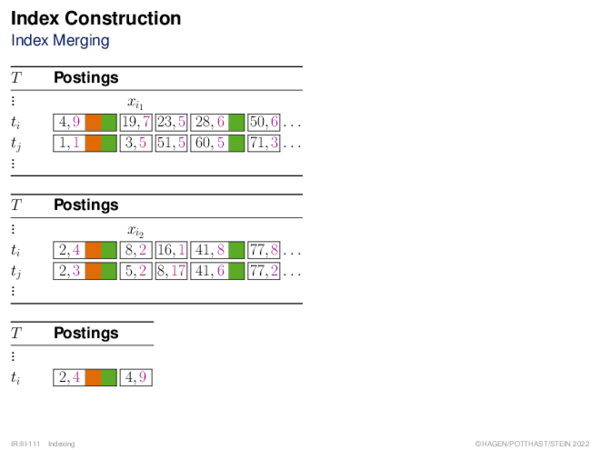 Index Construction
Index Merging
T Postings
⋮ x_{i_1}
t_i 4, 9 19, 7 23, 5 28, 6 50, 6 ...
t_j 1, 1 3, 5 51, 5 60, 5 71, 3 ...
⋮
T Postings
⋮ x_{i_2}
t_i 2, 4 8, 2 16, 1 41, 8 77, 8 ...
t_j 2, 3 5, 2 8, 17 41, 6 77, 2 ...
⋮
T Postings
⋮
t_i 2, 4 4, 9
IR:III-111 Indexing ©HAGEN/POTTHAST/STEIN 2022